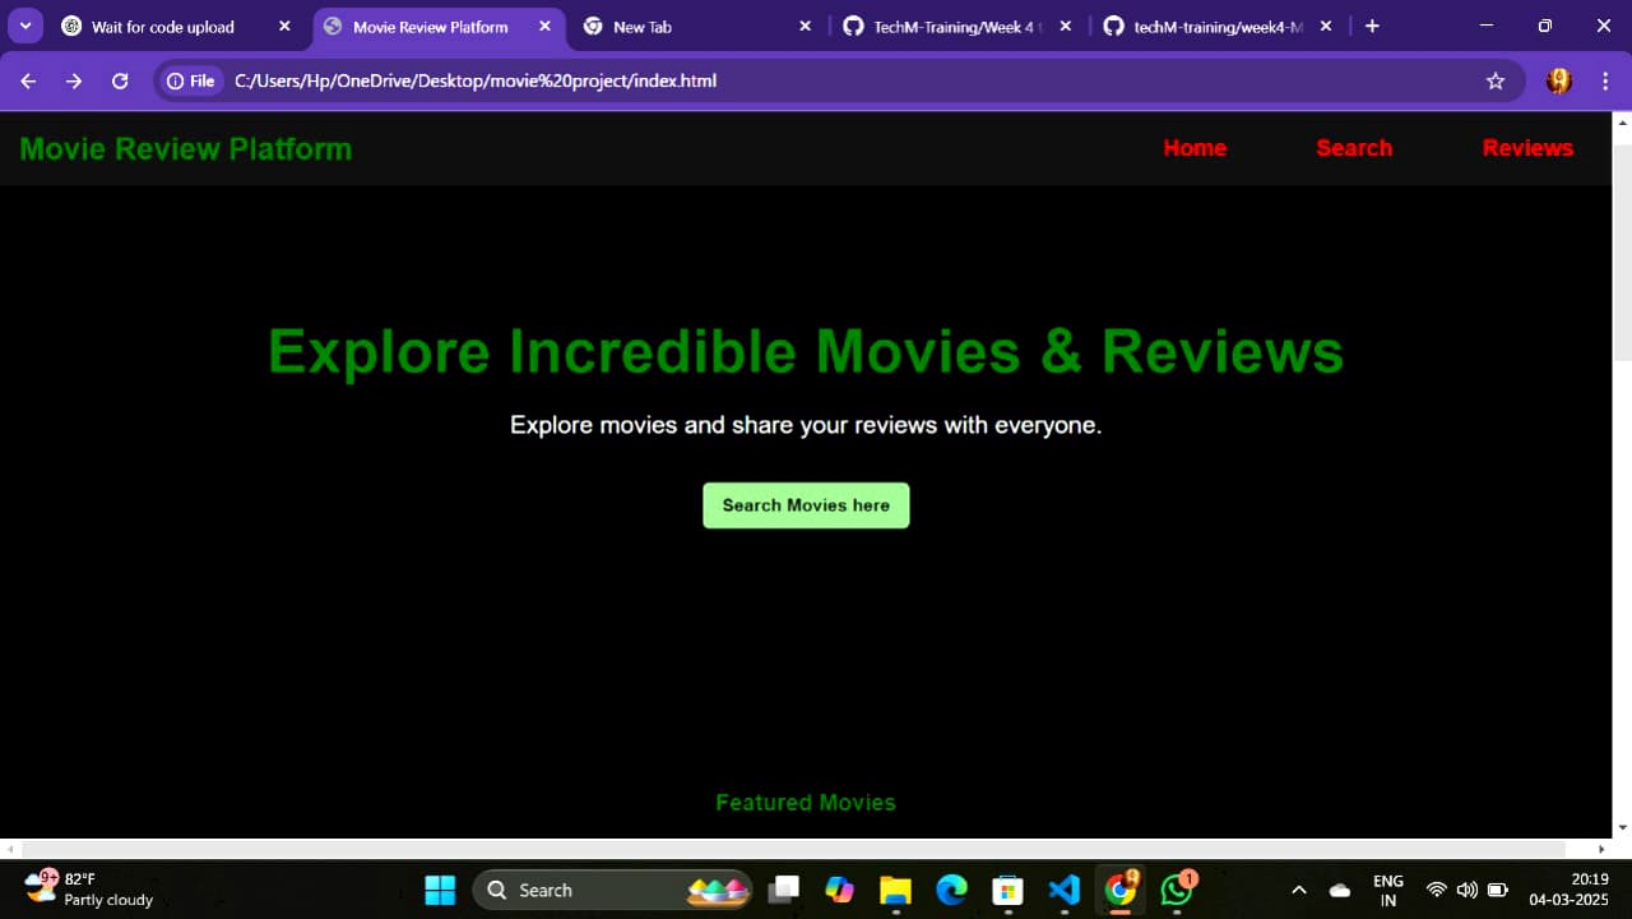 Wait for code upload
Movie Review Platform
New Tab
TechM-Training/Week 4
techM-training/week4-M
File
C:/Users/Hp/OneDrive/Desktop/movie%20project/index.html
Movie Review Platform
Home
Search
Reviews
Explore Incredible Movies & Reviews
Explore movies and share your reviews with everyone.
Search Movies here
Featured Movies
9+
82°F
Partly cloudy
Search
1
ENG
IN
20:19
04-03-2025